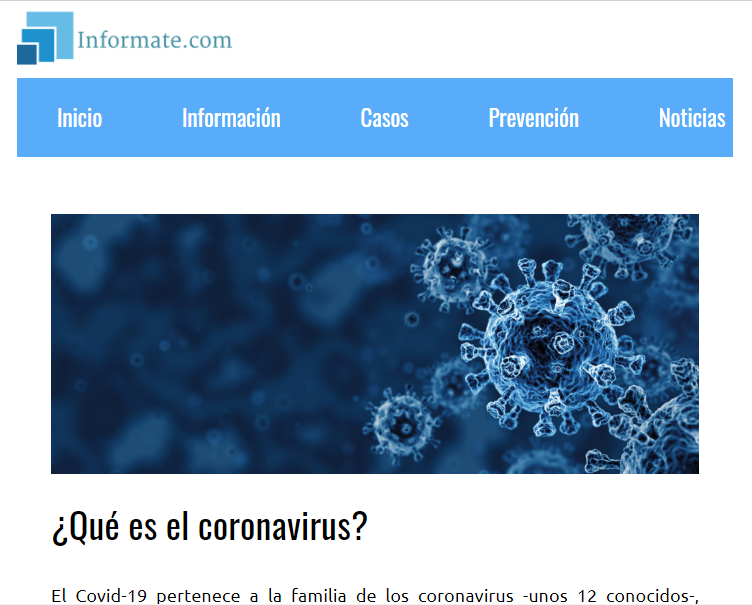 Informate.com
Inicio Información Casos Prevención Noticias
¿Qué es el coronavirus?
El Covid-19 pertenece a la familia de los coronavirus -unos 12 conocidos-,